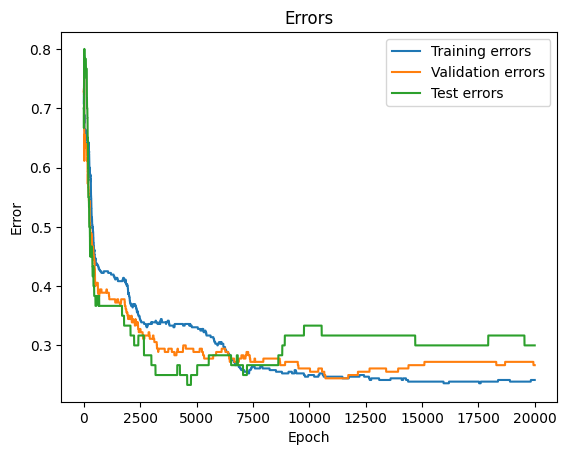 Errors
Training errors
Validation errors
Test errors
0.8
0.7
0.6
0.5
0.4
0.3
Error
0
2500
5000
7500
10000
12500
15000
17500
20000
Epoch